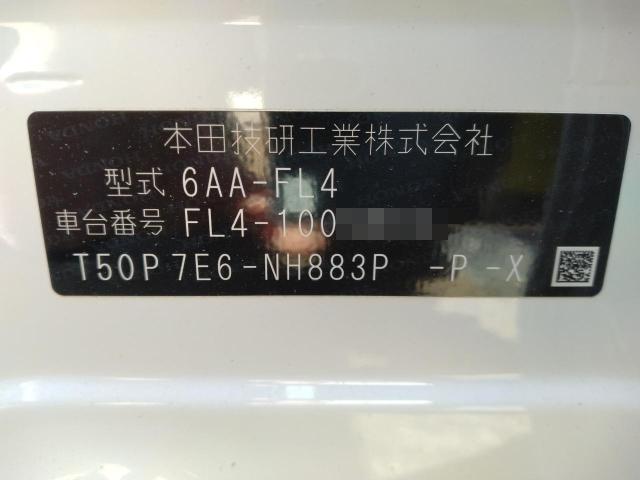 本田技研工業株式会社
型式 6AA-FL4
車台番号 FL4-100
T50P 7E6-NH883P -P -X